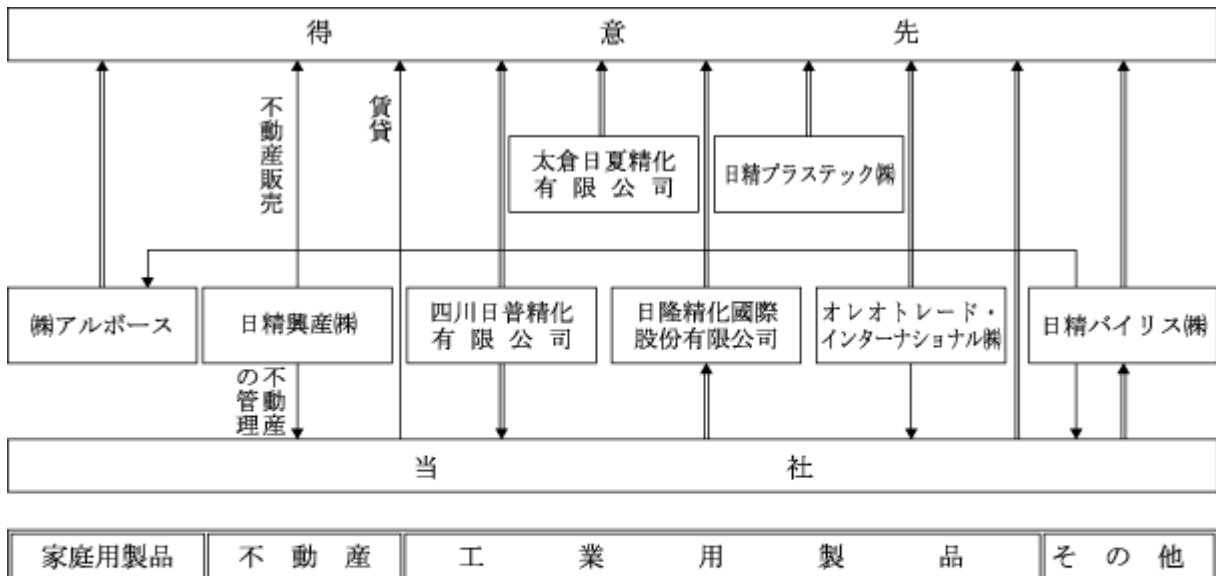 得意先
不動産販売
賃貸
太倉日夏精化
有限公司
日精プラステック㈱
㈱アルボース
日精興産㈱
四川日普精化
有限公司
日隆精化國際
股份有限公司
オレオトレード・
インターナショナル㈱
日精バイリス㈱
不動産
の管理
当社
家庭用製品
不動産
工業用製品
その他